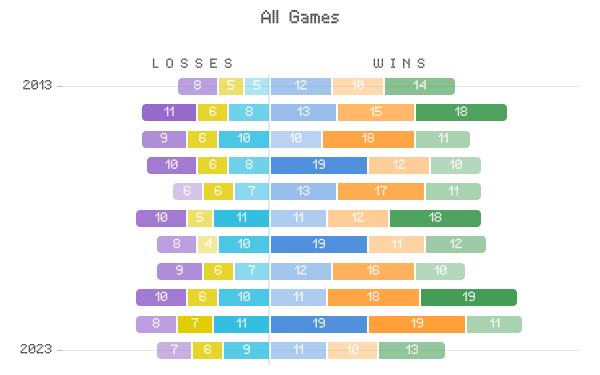 All Games
LOSSES WINS
2013 8 5 5 12 10 14
11 6 8 13 15 18
9 6 10 10 18 11
10 6 8 19 12 10
6 6 7 13 17 11
10 5 11 11 12 18
8 4 10 19 11 12
9 6 7 12 16 10
10 6 10 11 18 19
8 7 11 19 19 11
2023 7 6 9 11 10 13